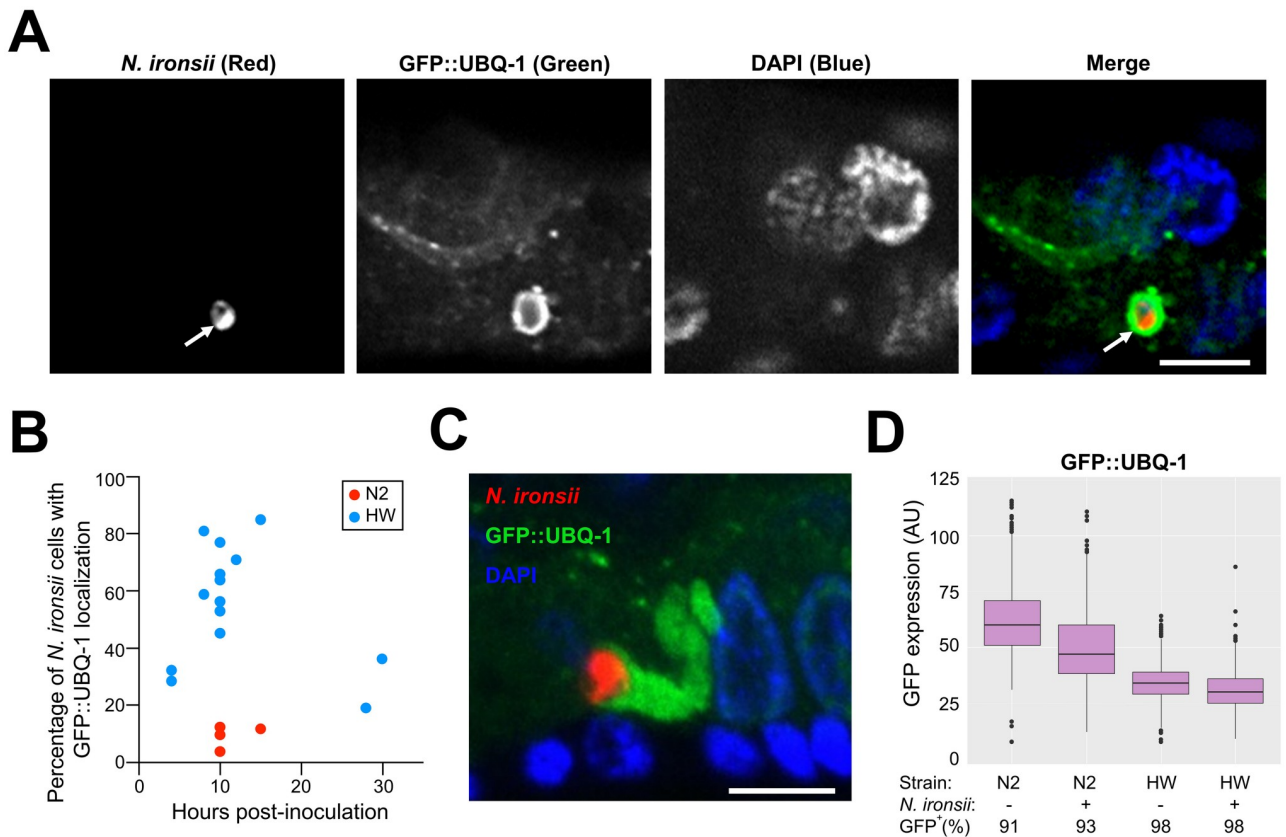 A
N. ironsii (Red)
GFP::UBQ-1 (Green)
DAPI (Blue)
Merge
B
Percentage of N. ironsii cells with
GFP::UBQ-1 localization
100
80
60
40
20
0
0
10
20
30
Hours post-inoculation
N2
HW
C
N. ironsii
GFP::UBQ-1
DAPI
D
GFP::UBQ-1
GFP expression (AU)
125
100
75
50
25
0
Strain: N2 N2 HW HW
N. ironsii: - + - +
GFP+(%) 91 93 98 98